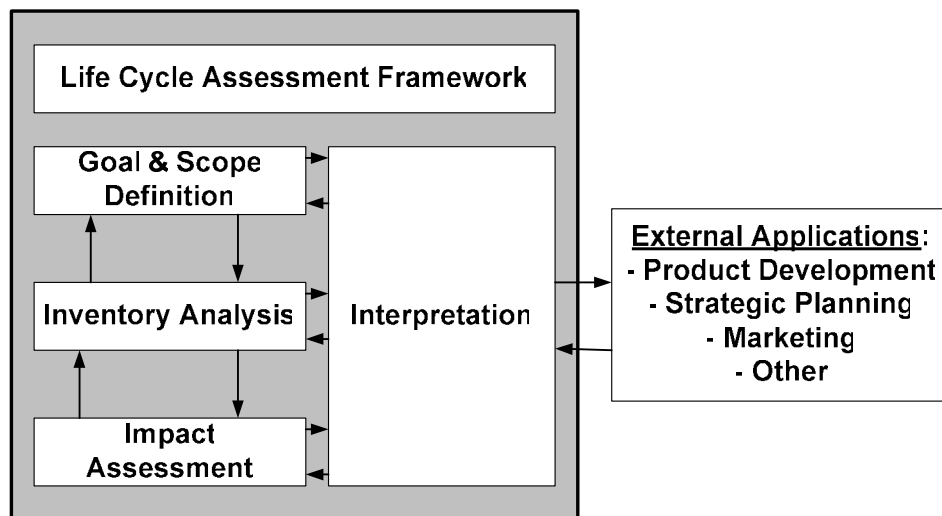 Life Cycle Assessment Framework
Goal & Scope
Definition
Inventory Analysis
Impact
Assessment
Interpretation
External Applications:
- Product Development
- Strategic Planning
- Marketing
- Other